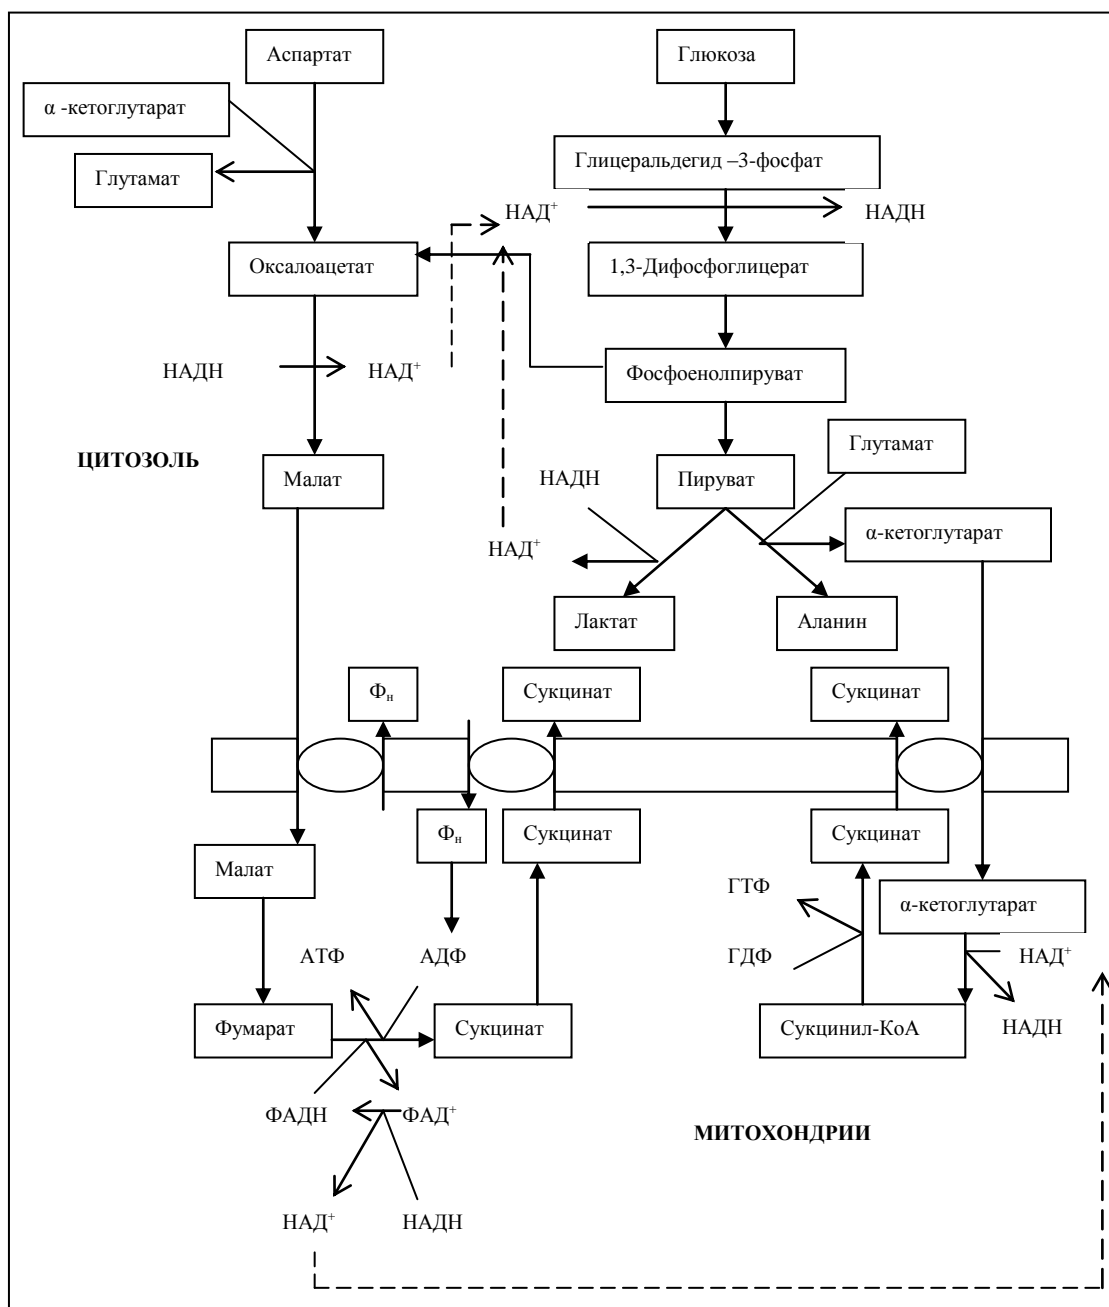 Аспартат
Глюкоза
α -кетоглутарат
Глицеральдегид –3-фосфат
Глутамат
НАД⁺
НАДН
Оксалоацетат
1,3-Дифосфоглицерат
НАДН
НАД⁺
Фосфоенолпируват
Глутамат
ЦИТОЗОЛЬ
Малат
НАДН
Пируват
НАД⁺
α-кетоглутарат
Лактат
Аланин
Фн
Сукцинат
Сукцинат
Фн
Сукцинат
Сукцинат
Малат
ГТФ
α-кетоглутарат
АТФ
АДФ
ГДФ
НАД⁺
Фумарат
Сукцинат
Сукцинил-КоА
НАДН
ФАДН
ФАД⁺
МИТОХОНДРИИ
НАД⁺
НАДН